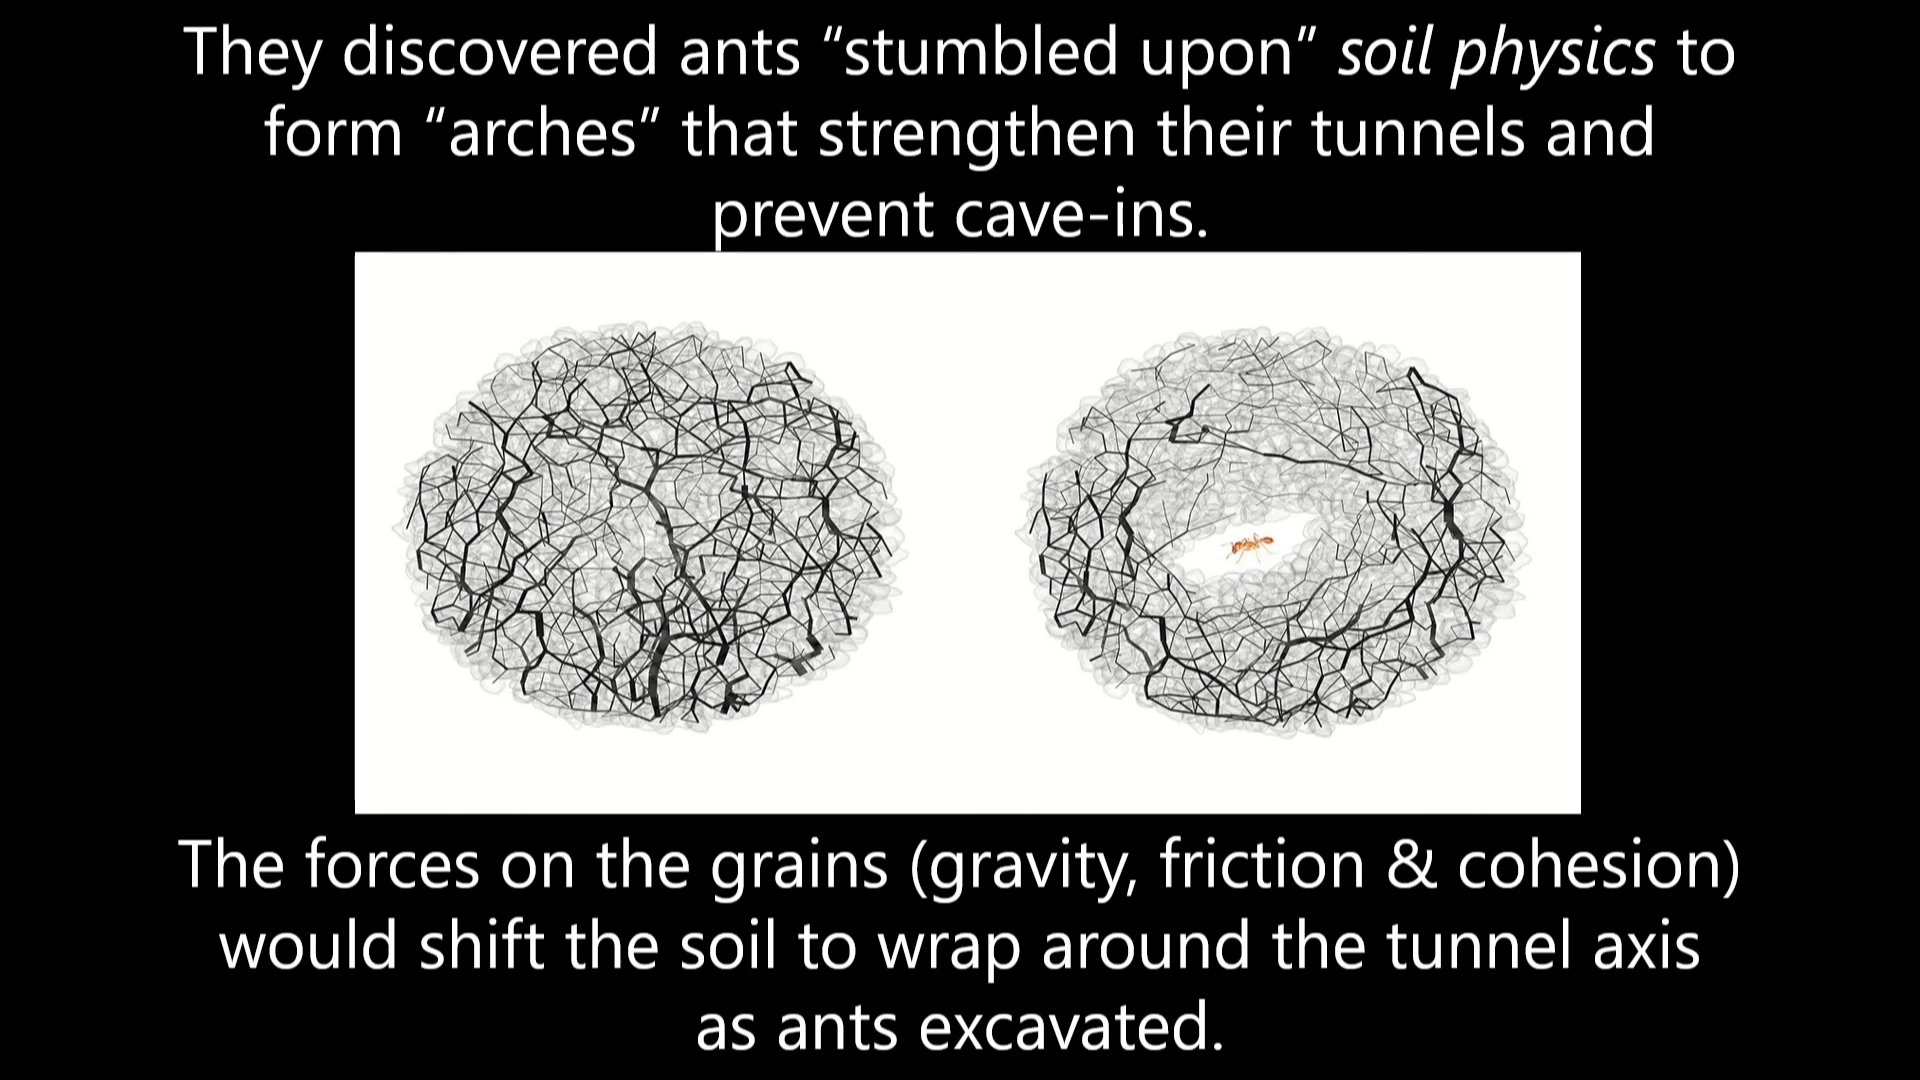 They discovered ants “stumbled upon” soil physics to
form “arches” that strengthen their tunnels and
prevent cave-ins.
The forces on the grains (gravity, friction & cohesion)
would shift the soil to wrap around the tunnel axis
as ants excavated.